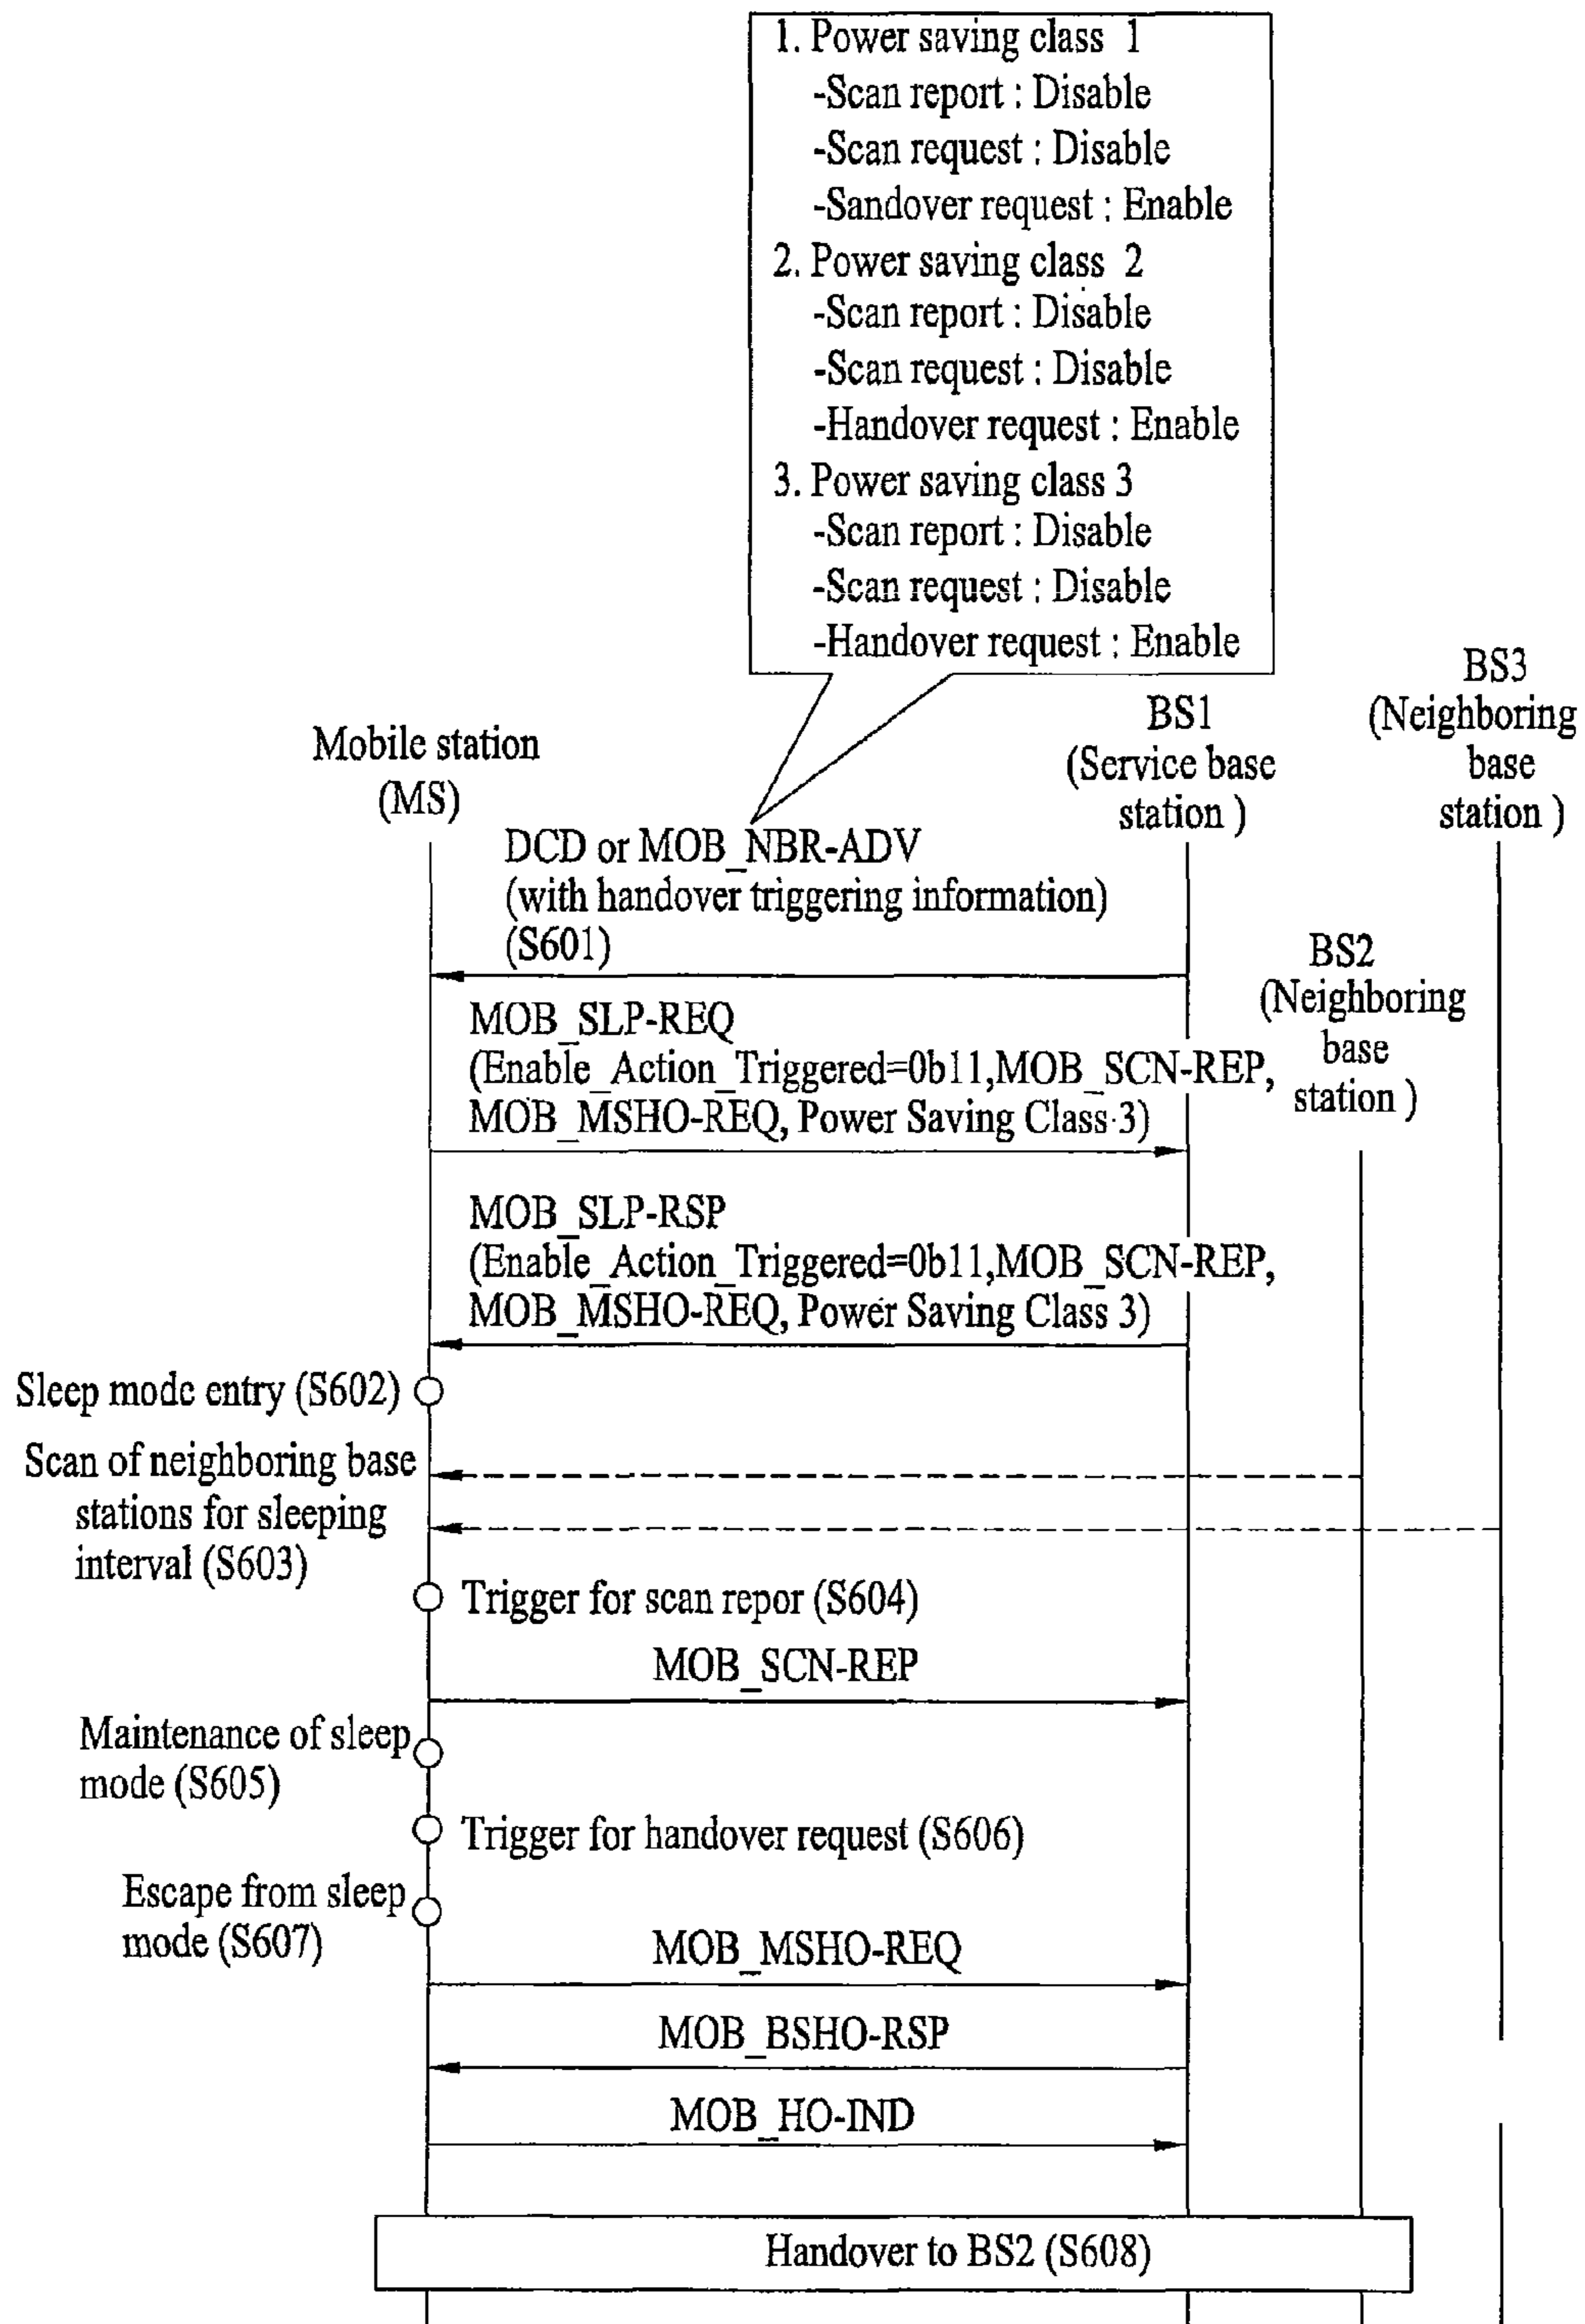 1. Power saving class 1
-Scan report : Disable
-Scan request : Disable
-Sandover request : Enable
2. Power saving class 2
-Scan report : Disable
-Scan request : Disable
-Handover request : Enable
3. Power saving class 3
-Scan report : Disable
-Scan request : Disable
-Handover request : Enable
Mobile station
(MS)
BS1
(Service base
station )
BS3
(Neighboring
base
station )
DCD or MOB_NBR-ADV
(with handover triggering information)
(S601)
BS2
(Neighboring
base
station )
MOB_SLP-REQ
(Enable_Action_Triggered=0b11,MOB_SCN-REP,
MOB_MSHO-REQ, Power Saving Class 3)
MOB_SLP-RSP
(Enable_Action_Triggered=0b11,MOB_SCN-REP,
MOB_MSHO-REQ, Power Saving Class 3)
Sleep mode entry (S602)
Scan of neighboring base
stations for sleeping
interval (S603)
Trigger for scan repor (S604)
MOB_SCN-REP
Maintenance of sleep
mode (S605)
Trigger for handover request (S606)
Escape from sleep
mode (S607)
MOB_MSHO-REQ
MOB_BSHO-RSP
MOB_HO-IND
Handover to BS2 (S608)